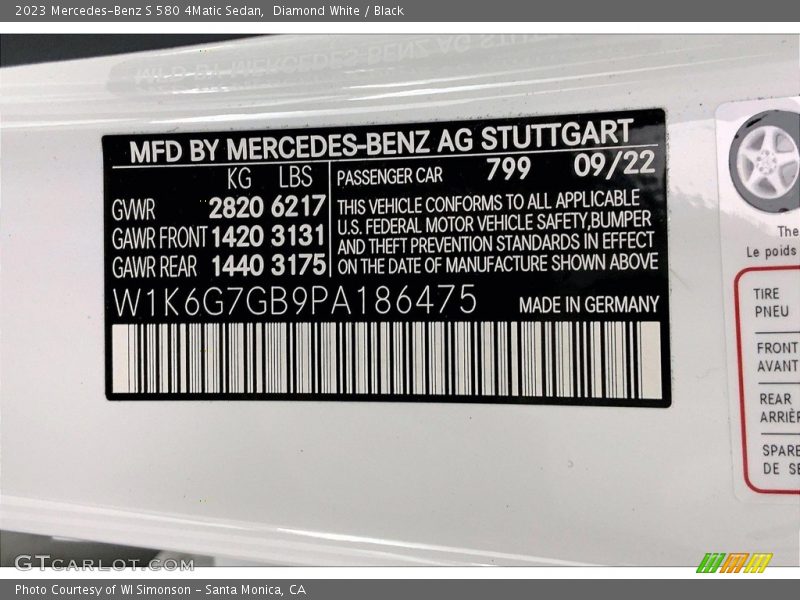 2023 Mercedes-Benz S 580 4Matic Sedan,  Diamond White / Black
MFD BY MERCEDES-BENZ AG STUTTGART
KG LBS
GVWR 2820 6217
GAWR FRONT 1420 3131
GAWR REAR 1440 3175
PASSENGER CAR 799 09/22
THIS VEHICLE CONFORMS TO ALL APPLICABLE
U.S. FEDERAL MOTOR VEHICLE SAFETY,BUMPER
AND THEFT PREVENTION STANDARDS IN EFFECT
ON THE DATE OF MANUFACTURE SHOWN ABOVE
W1K6G7GB9PA186475 MADE IN GERMANY
The
Le poids
TIRE
PNEU
FRONT
AVANT
REAR
ARRIÈR
SPARE
DE SE
GTcarlot.com
Photo Courtesy of WI Simonson - Santa Monica, CA